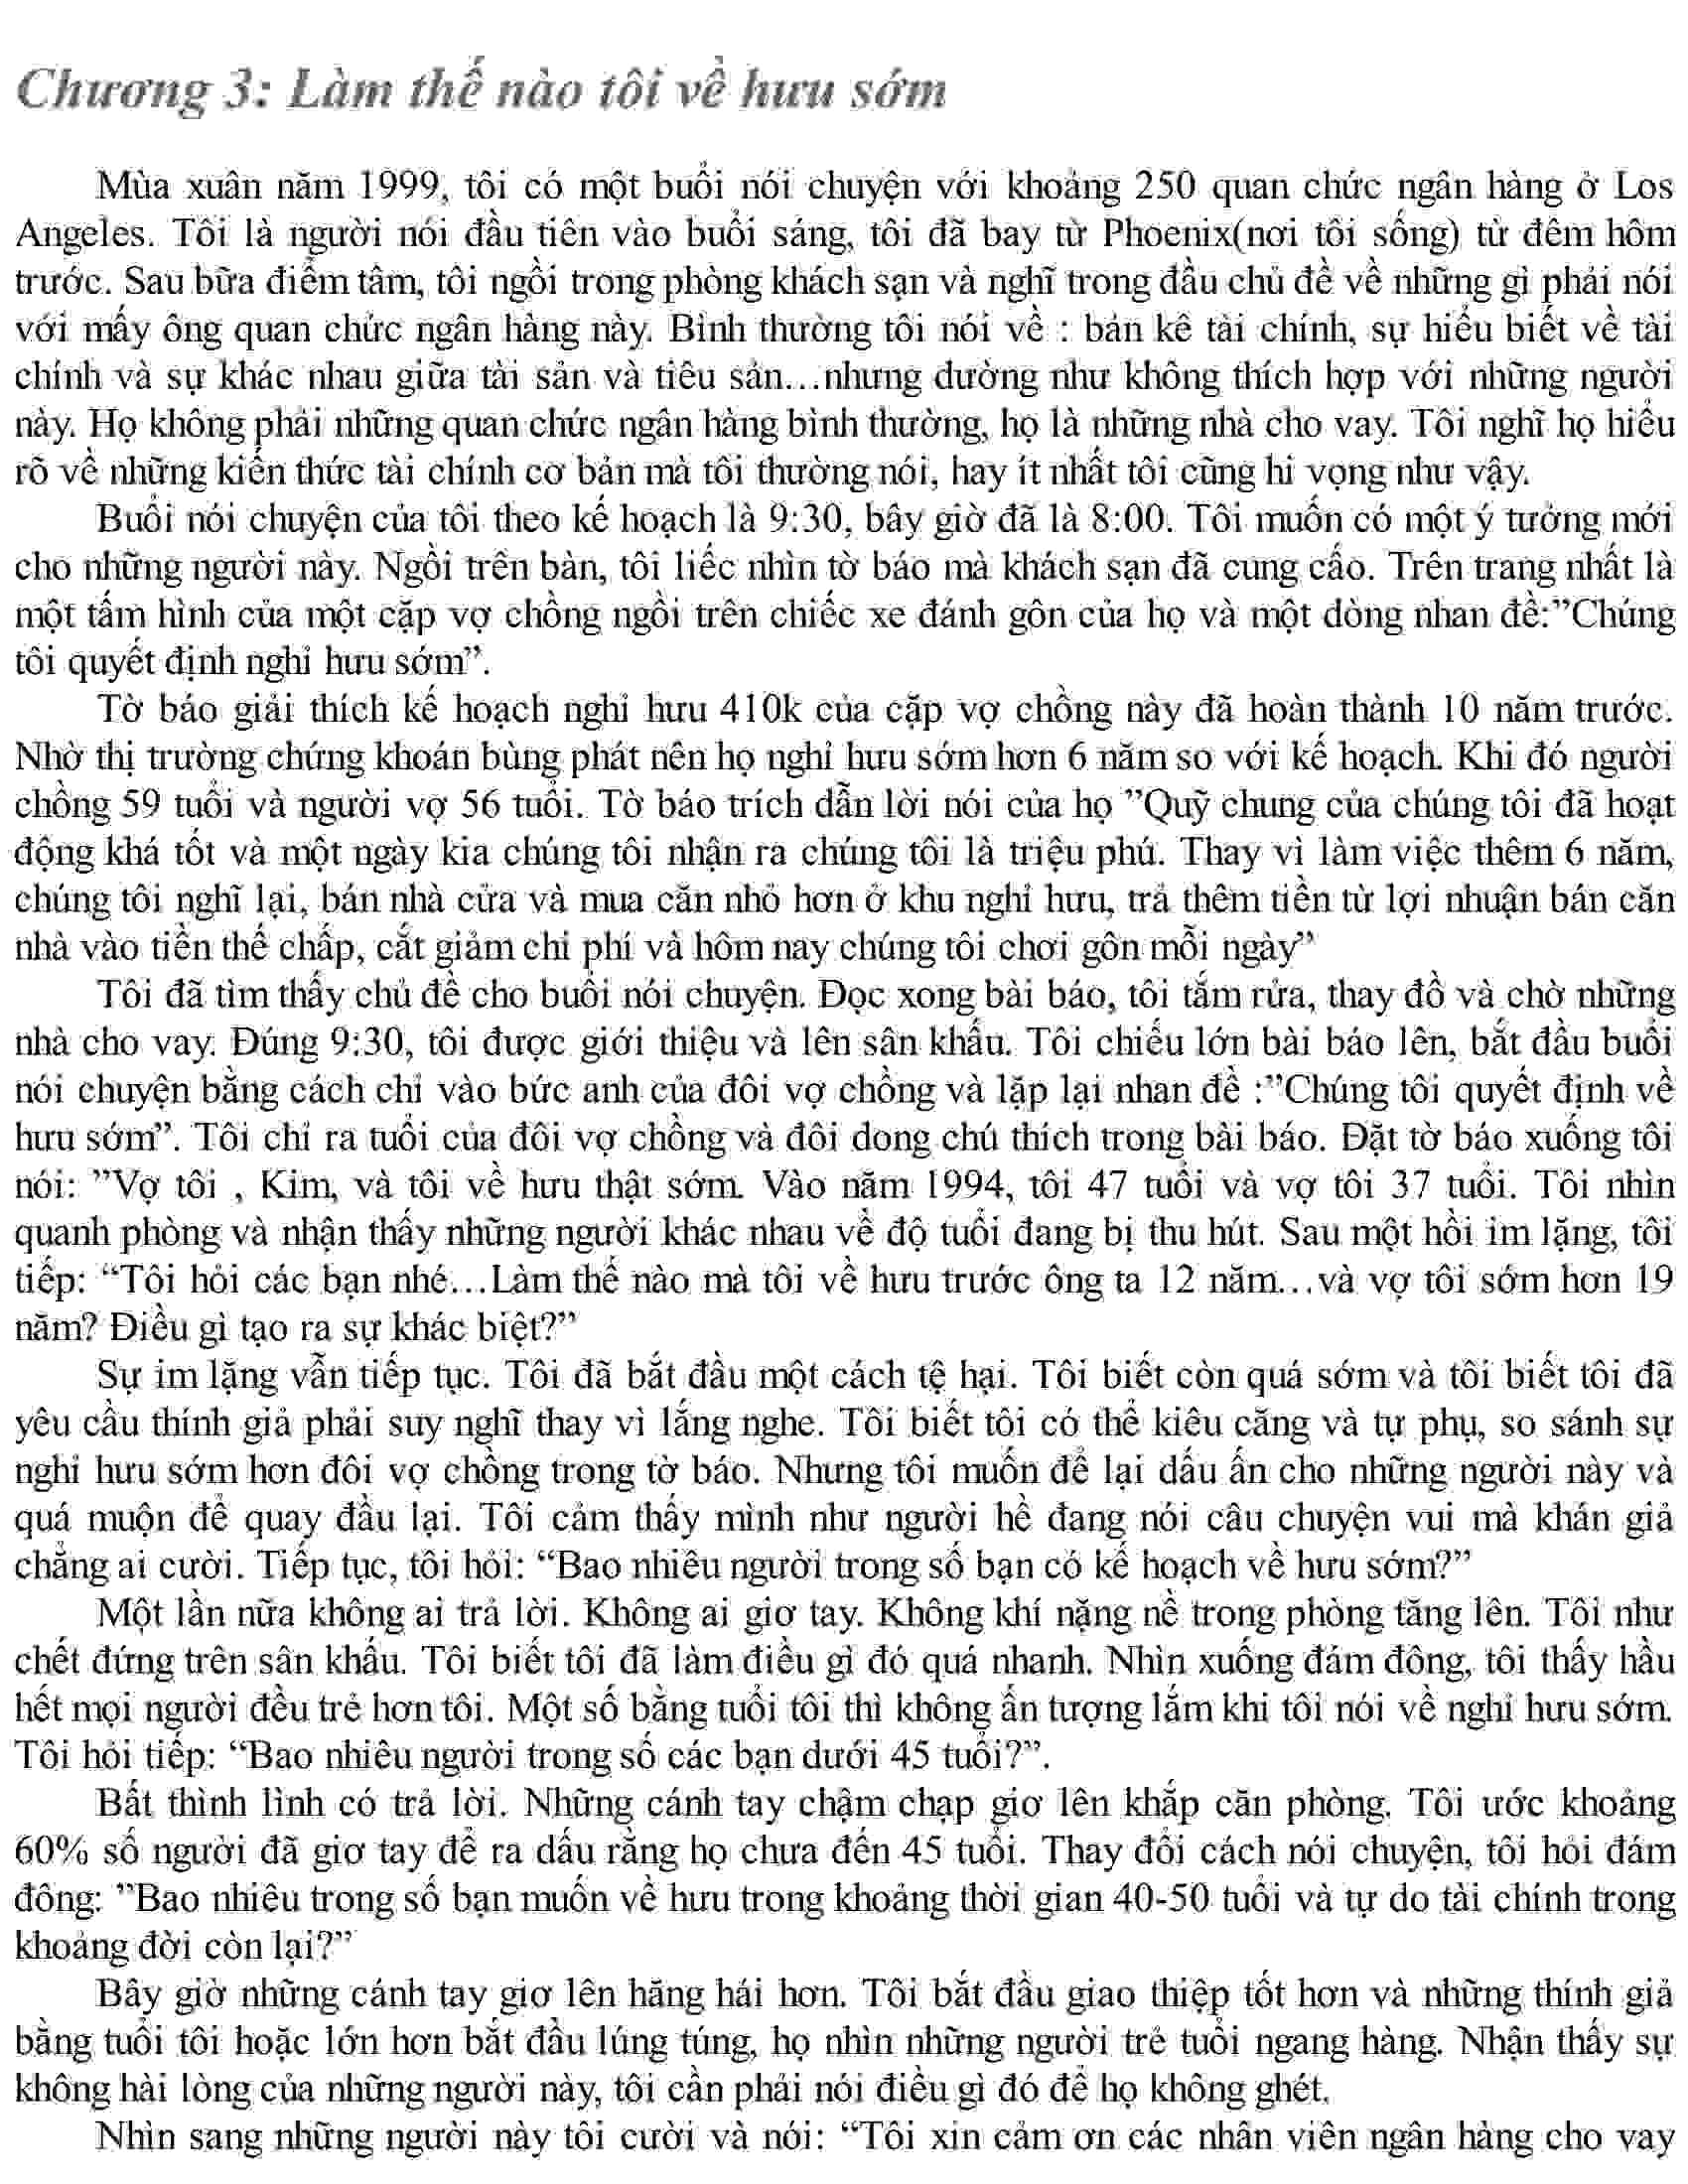 Chương 3: Làm thế nào tôi về hưu sớm
Mùa xuân năm 1999, tôi có một buổi nói chuyện với khoảng 250 quan chức ngân hàng ở Los
Angeles. Tôi là người nói đầu tiên vào buổi sáng, tôi đã bay từ Phoenix(nơi tôi sống) từ đêm hôm
trước. Sau bữa điểm tâm, tôi ngồi trong phòng khách sạn và nghĩ trong đầu chủ đề về những gì phải nói
với mấy ông quan chức ngân hàng này. Bình thường tôi nói về : bản kê tài chính, sự hiểu biết về tài
chính và sự khác nhau giữa tài sản và tiêu sản...nhưng dường như không thích hợp với những người
này. Họ không phải những quan chức ngân hàng bình thường, họ là những nhà cho vay. Tôi nghĩ họ hiểu
rõ về những kiến thức tài chính cơ bản mà tôi thường nói, hay ít nhất tôi cũng hi vọng như vậy.
Buổi nói chuyện của tôi theo kế hoạch là 9:30, bây giờ đã là 8:00. Tôi muốn có một ý tưởng mới
cho những người này. Ngồi trên bàn, tôi liếc nhìn tờ báo mà khách sạn đã cung cấo. Trên trang nhất là
một tấm hình của một cặp vợ chồng ngồi trên chiếc xe đánh gôn của họ và một dòng nhan đề:”Chúng
tôi quyết định nghỉ hưu sớm”.
Tờ báo giải thích kế hoạch nghỉ hưu 410k của cặp vợ chồng này đã hoàn thành 10 năm trước.
Nhờ thị trường chứng khoán bùng phát nên họ nghỉ hưu sớm hơn 6 năm so với kế hoạch. Khi đó người
chồng 59 tuổi và người vợ 56 tuổi. Tờ báo trích dẫn lời nói của họ ”Quỹ chung của chúng tôi đã hoạt
động khá tốt và một ngày kia chúng tôi nhận ra chúng tôi là triệu phú. Thay vì làm việc thêm 6 năm,
chúng tôi nghĩ lại, bán nhà cửa và mua căn nhỏ hơn ở khu nghỉ hưu, trả thêm tiền từ lợi nhuận bán căn
nhà vào tiền thế chấp, cắt giảm chi phí và hôm nay chúng tôi chơi gôn mỗi ngày”
Tôi đã tìm thấy chủ đề cho buổi nói chuyện. Đọc xong bài báo, tôi tắm rửa, thay đồ và chờ những
nhà cho vay. Đúng 9:30, tôi được giới thiệu và lên sân khấu. Tôi chiếu lớn bài báo lên, bắt đầu buổi
nói chuyện bằng cách chỉ vào bức anh của đôi vợ chồng và lặp lại nhan đề :”Chúng tôi quyết định về
hưu sớm”. Tôi chỉ ra tuổi của đôi vợ chồng và đôi dong chú thích trong bài báo. Đặt tờ báo xuống tôi
nói: ”Vợ tôi , Kim, và tôi về hưu thật sớm. Vào năm 1994, tôi 47 tuổi và vợ tôi 37 tuổi. Tôi nhìn
quanh phòng và nhận thấy những người khác nhau về độ tuổi đang bị thu hút. Sau một hồi im lặng, tôi
tiếp: “Tôi hỏi các bạn nhé...Làm thế nào mà tôi về hưu trước ông ta 12 năm...và vợ tôi sớm hơn 19
năm? Điều gì tạo ra sự khác biệt?”
Sự im lặng vẫn tiếp tục. Tôi đã bắt đầu một cách tệ hại. Tôi biết còn quá sớm và tôi biết tôi đã
yêu cầu thính giả phải suy nghĩ thay vì lắng nghe. Tôi biết tôi có thể kiêu căng và tự phụ, so sánh sự
nghỉ hưu sớm hơn đôi vợ chồng trong tờ báo. Nhưng tôi muốn để lại dấu ấn cho những người này và
quá muộn để quay đầu lại. Tôi cảm thấy mình như người hề đang nói câu chuyện vui mà khán giả
chẳng ai cười. Tiếp tục, tôi hỏi: “Bao nhiêu người trong số bạn có kế hoạch về hưu sớm?”
Một lần nữa không ai trả lời. Không ai giơ tay. Không khí nặng nề trong phòng tăng lên. Tôi như
chết đứng trên sân khấu. Tôi biết tôi đã làm điều gì đó quá nhanh. Nhìn xuống đám đông, tôi thấy hầu
hết mọi người đều trẻ hơn tôi. Một số bằng tuổi tôi thì không ấn tượng lắm khi tôi nói về nghỉ hưu sớm.
Tôi hỏi tiếp: “Bao nhiêu người trong số các bạn dưới 45 tuổi?”.
Bất thình lình có trả lời. Những cánh tay chậm chạp giơ lên khắp căn phòng. Tôi ước khoảng
60% số người đã giơ tay để ra dấu rằng họ chưa đến 45 tuổi. Thay đổi cách nói chuyện, tôi hỏi đám
đông: ”Bao nhiêu trong số bạn muốn về hưu trong khoảng thời gian 40-50 tuổi và tự do tài chính trong
khoảng đời còn lại?”
Bây giờ những cánh tay giơ lên hăng hái hơn. Tôi bắt đầu giao thiệp tốt hơn và những thính giả
bằng tuổi tôi hoặc lớn hơn bắt đầu lúng túng, họ nhìn những người trẻ tuổi ngang hàng. Nhận thấy sự
không hài lòng của những người này, tôi cần phải nói điều gì đó để họ không ghét.
Nhìn sang những người này tôi cười và nói: “Tôi xin cảm ơn các nhân viên ngân hàng cho vay